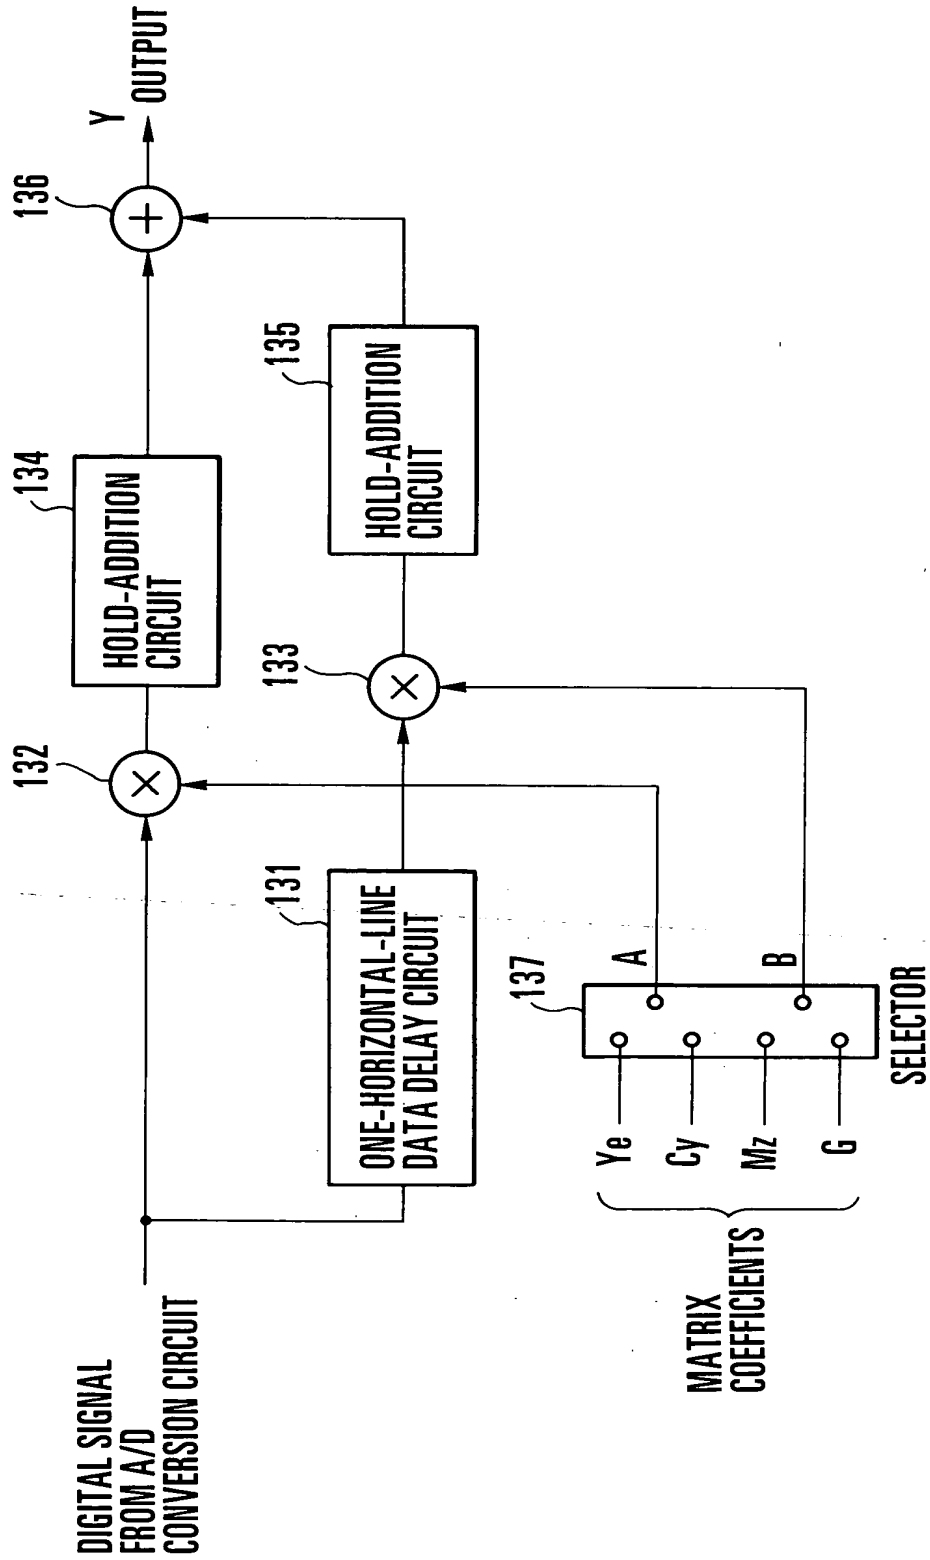 DIGITAL SIGNAL
FROM A/D
CONVERSION CIRCUIT
132
134
HOLD-ADDITION
CIRCUIT
136
Y
OUTPUT
131
ONE-HORIZONTAL-LINE
DATA DELAY CIRCUIT
133
135
HOLD-ADDITION
CIRCUIT
MATRIX
COEFFICIENTS
Ye
Cy
Mz
G
137
A
B
SELECTOR